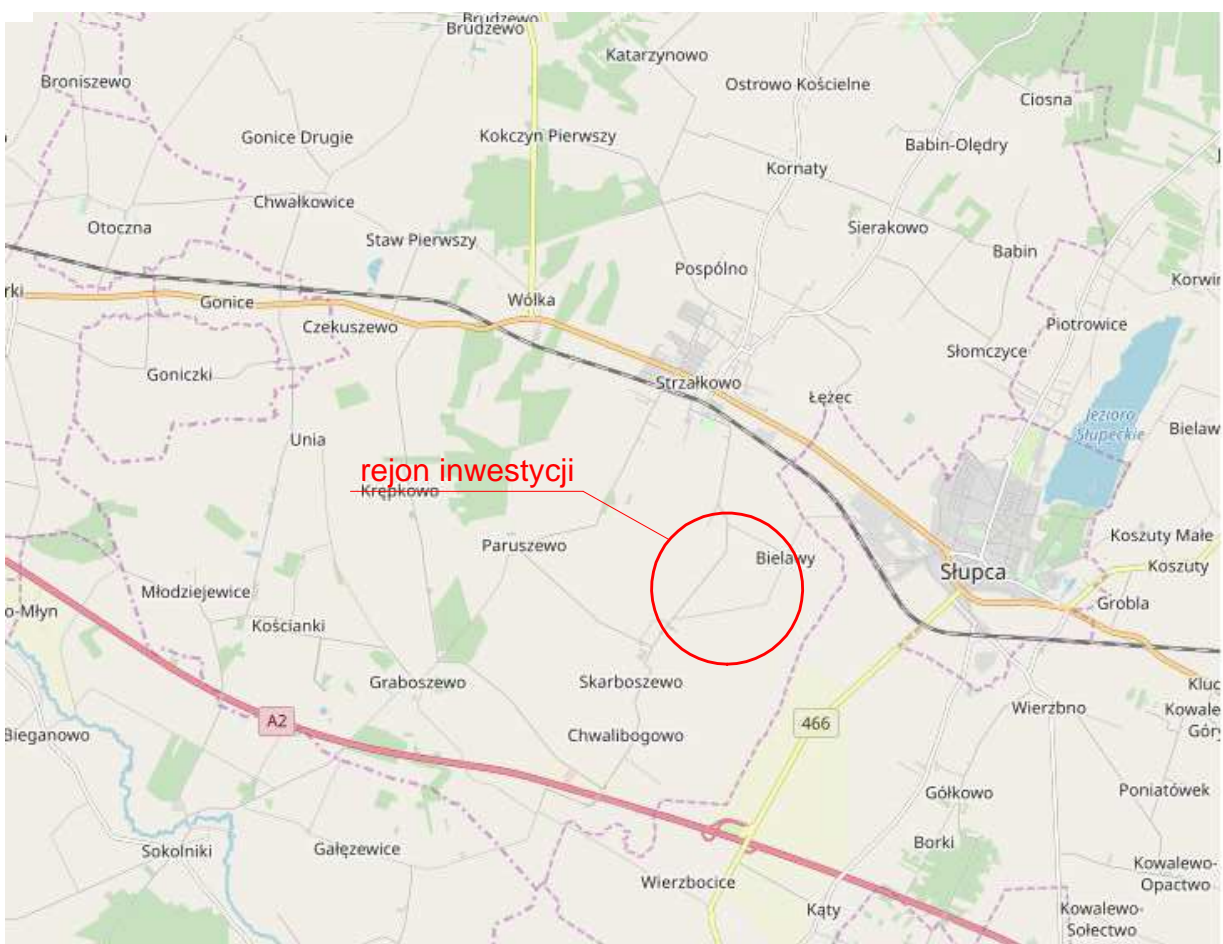 Brudzewo
Brudzewo
Katarzynowo
Broniszewo
Ostrowo Kościelne
Ciosna
Gonice Drugie
Kokczyn Pierwszy
Babin-Olędry
Kornaty
Chwałkowice
Otoczna
Staw Pierwszy
Sierakowo
Babin
Pospólno
rki
Gonice
Wólka
Korwin
Czekuszewo
Piotrowice
Słomczyce
Goniczki
Strzałkowo
Łężec
Jezioro
Słupeckie
Bielaw
Unia
rejon inwestycji
Krępkowo
Paruszewo
Bielawy
Koszuty Małe
Koszuty
Słupca
Młodziejewice
o-Młyn
Grobla
Kościanki
Graboszewo
Skarboszewo
Kluc
Wierzbno
Kowale
Góry
A2
466
Bieganowo
Chwalibogowo
Gółkowo
Poniatówek
Sokolniki
Gałęzewice
Borki
Kowalewo-
Opactwo
Wierzbocice
Kąty
Kowalewo-
Sołectwo